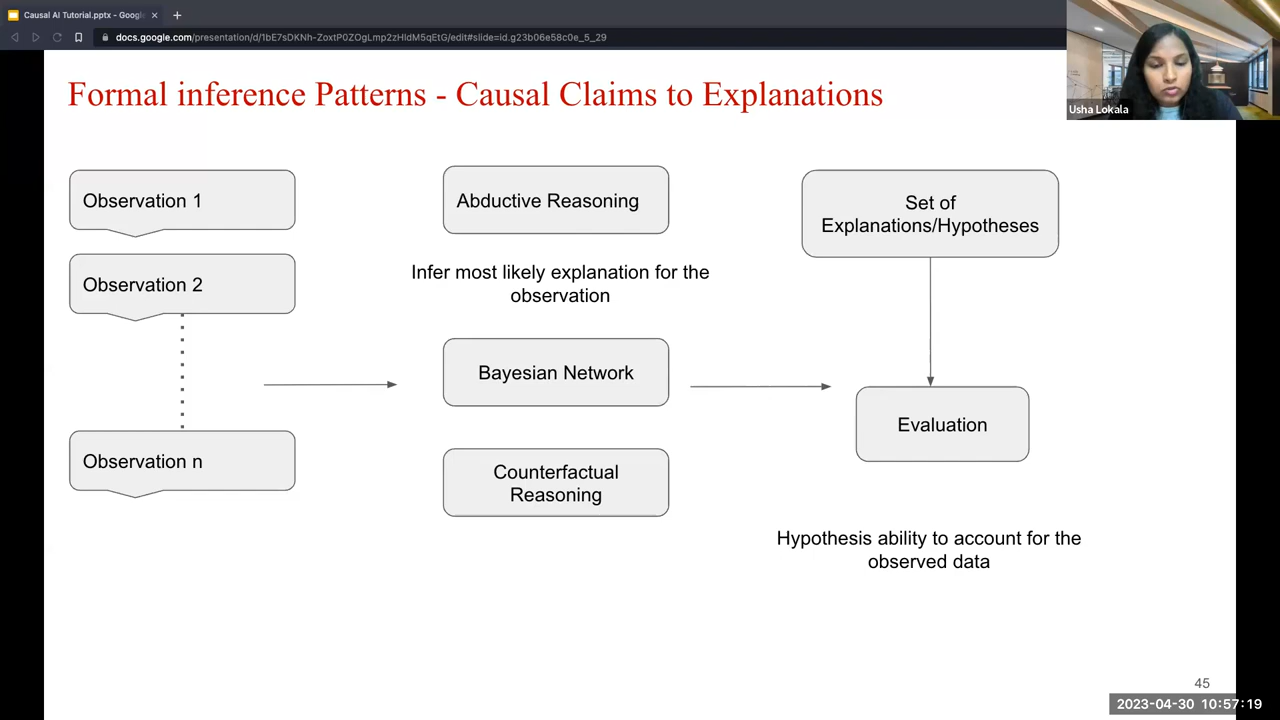 Causal AI Tutorial.pptx - Google
docs.google.com/presentation/d/1bE7sDKNh-ZoxtP0ZOgLmp2zHldM5qEtG/edit#slide=id.g23b06e58c0e_5_29
Usha Lokala
Formal inference Patterns - Causal Claims to Explanations
Observation 1
Observation 2
Observation n
Abductive Reasoning
Infer most likely explanation for the
observation
Bayesian Network
Counterfactual
Reasoning
Set of
Explanations/Hypotheses
Evaluation
Hypothesis ability to account for the
observed data
45
2023-04-30 10:57:19